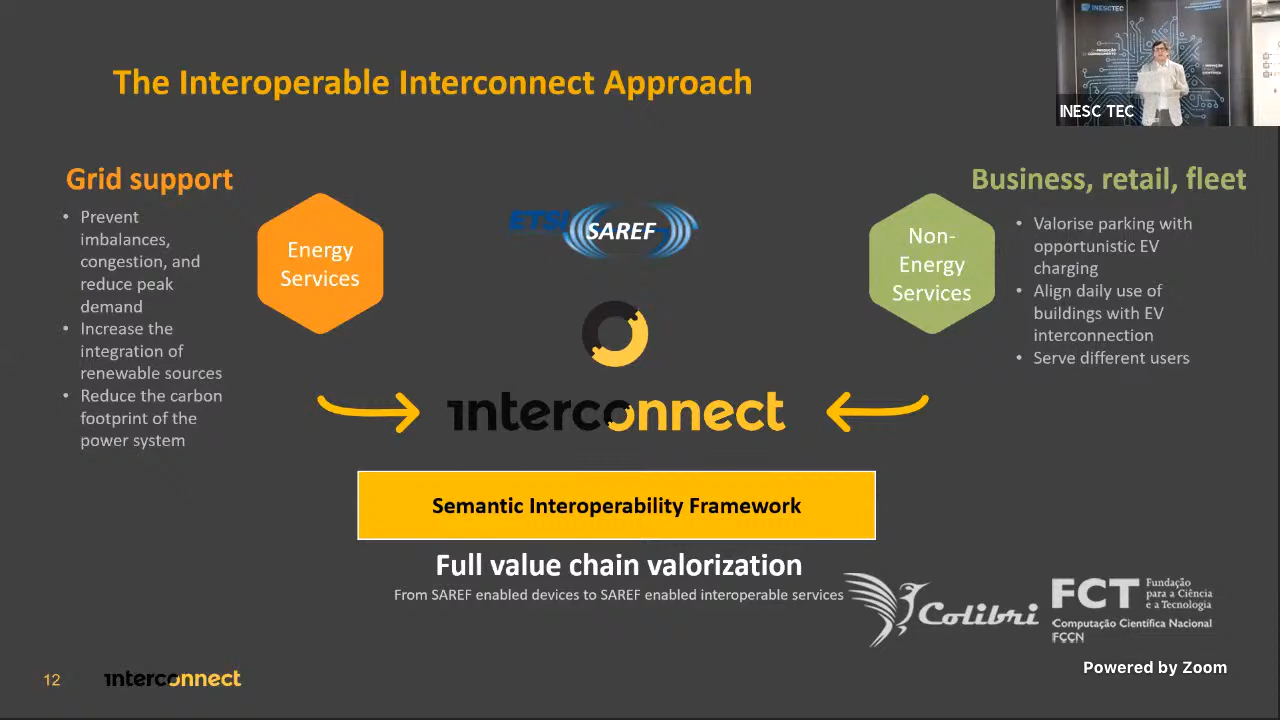 The Interoperable Interconnect Approach
INESCTEC
INESC TEC
Grid support
• Prevent
imbalances,
congestion, and
reduce peak
demand
• Increase the
integration of
renewable sources
• Reduce the carbon
footprint of the
power system
Energy
Services
ETSI SAREF
interconnect
Non-
Energy
Services
Business, retail, fleet
• Valorise parking with
opportunistic EV
charging
• Align daily use of
buildings with EV
interconnection
• Serve different users
Semantic Interoperability Framework
Full value chain valorization
From SAREF enabled devices to SAREF enabled interoperable services
Colibri
FCT Fundação
para a Ciência
e a Tecnologia
Computação Científica Nacional
FCCN
Powered by Zoom
12
interconnect